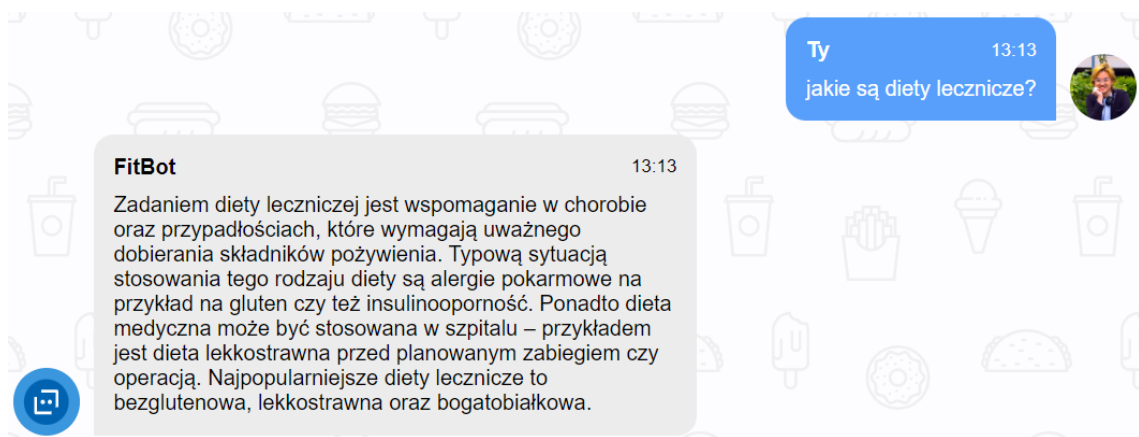 Ty 13:13
jakie są diety lecznicze?
FitBot 13:13
Zadaniem diety leczniczej jest wspomaganie w chorobie
oraz przypadłościach, które wymagają uważnego
dobierania składników pożywienia. Typową sytuacją
stosowania tego rodzaju diety są alergie pokarmowe na
przykład na gluten czy też insulinooporność. Ponadto dieta
medyczna może być stosowana w szpitalu – przykładem
jest dieta lekkostrawna przed planowanym zabiegiem czy
operacją. Najpopularniejsze diety lecznicze to
bezglutenowa, lekkostrawna oraz bogatobiałkowa.